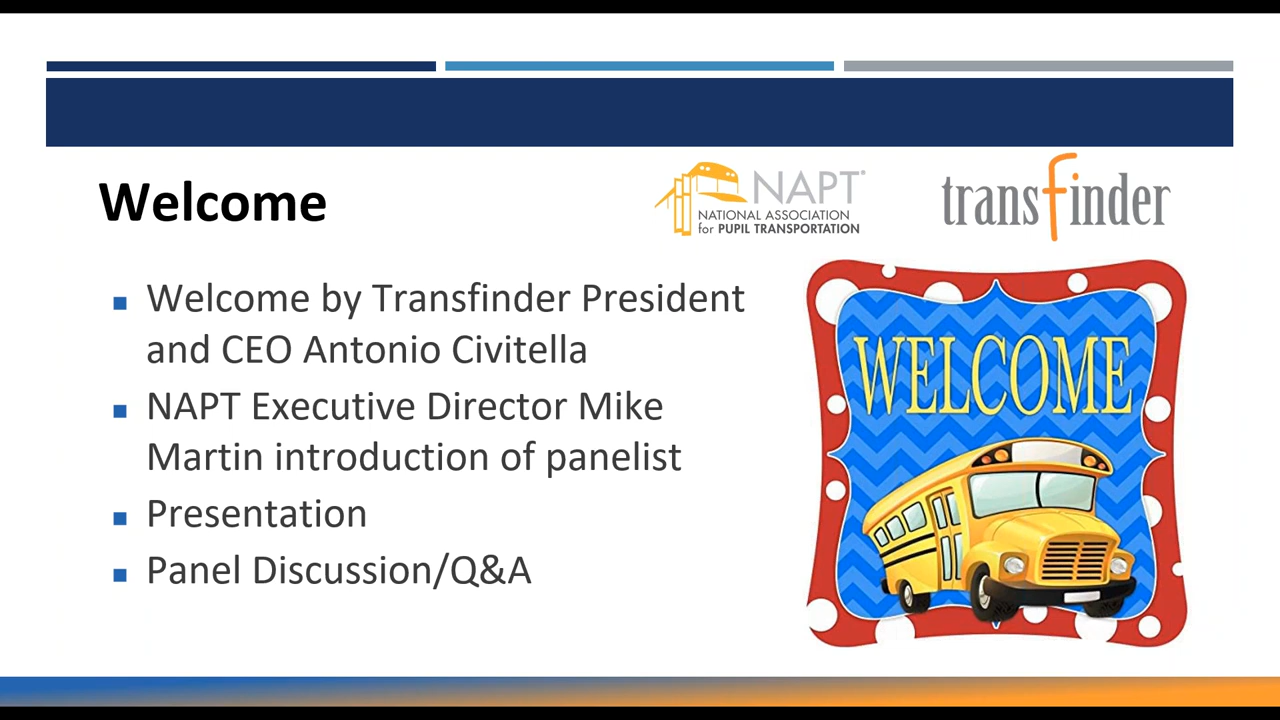 Welcome
NAPT
NATIONAL ASSOCIATION
for PUPIL TRANSPORTATION
transfinder
Welcome by Transfinder President
and CEO Antonio Civitella
NAPT Executive Director Mike
Martin introduction of panelist
Presentation
Panel Discussion/Q&A
WELCOME